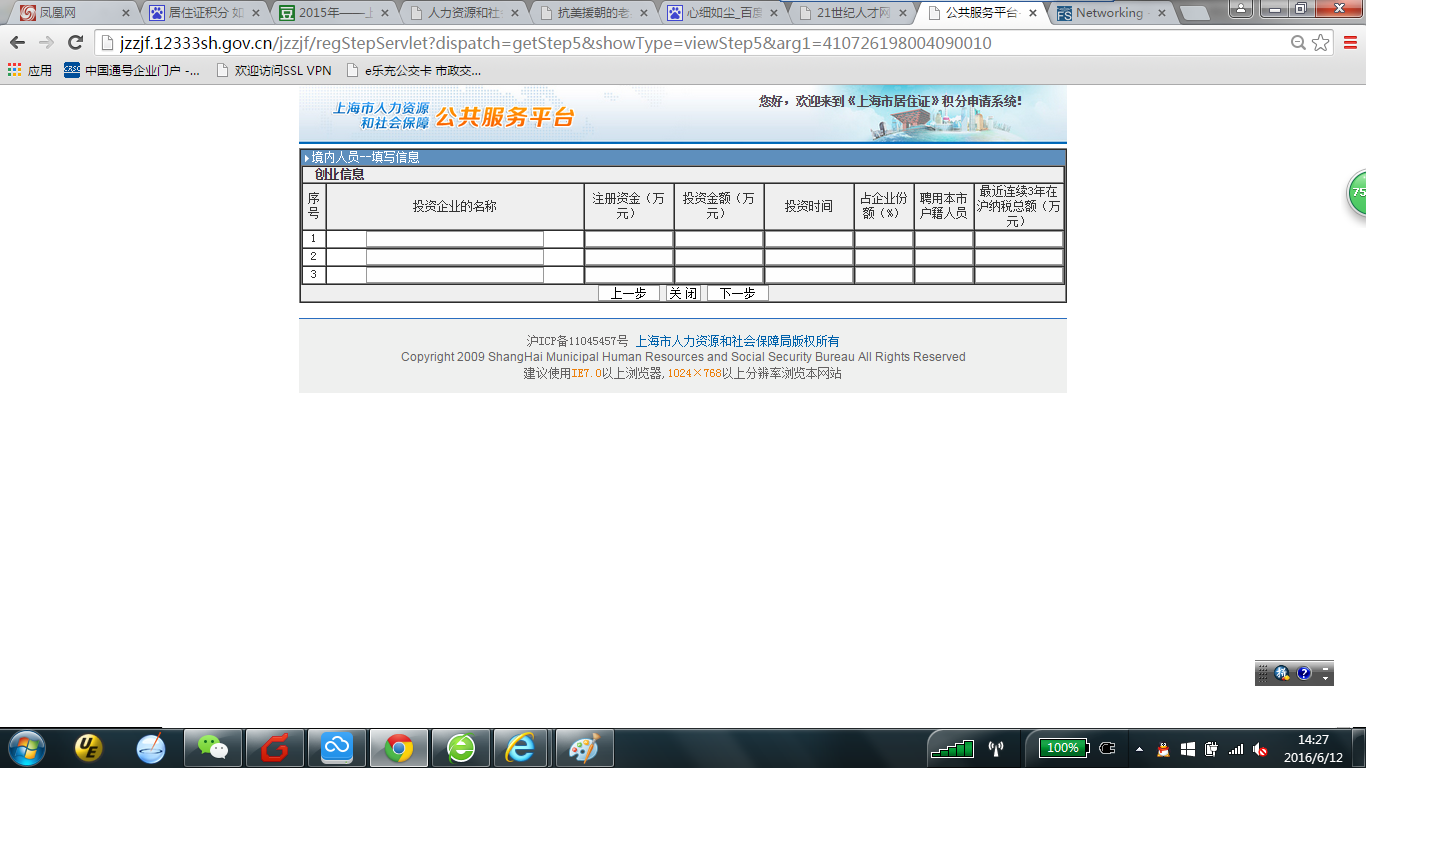 凤凰网
居住证积分 如
2015年——上
人力资源和社
抗美援朝的老
心细如尘_百度
21世纪人才网
公共服务平台
Networking
jzzjf.12333sh.gov.cn/jzzjf/regStepServlet?dispatch=getStep5&showType=viewStep5&arg1=410726198004090010
应用
CRSC
中国通号企业门户 -...
欢迎访问SSL VPN
e乐充公交卡 市政交...
上海市人力资源
和社会保障
公共服务平台
您好，欢迎来到《上海市居住证》积分申请系统！
境内人员--填写信息
创业信息
序号
投资企业的名称
注册资金（万元）
投资金额（万元）
投资时间
占企业份额（%）
聘用本市户籍人员
最近连续3年在沪纳税总额（万元）
1
2
3
上一步
关 闭
下一步
沪ICP备11045457号 上海市人力资源和社会保障局版权所有
Copyright 2009 ShangHai Municipal Human Resources and Social Security Bureau All Rights Reserved
建议使用IE7.0以上浏览器，1024×768以上分辨率浏览本网站
75
UE
100%
14:27
2016/6/12